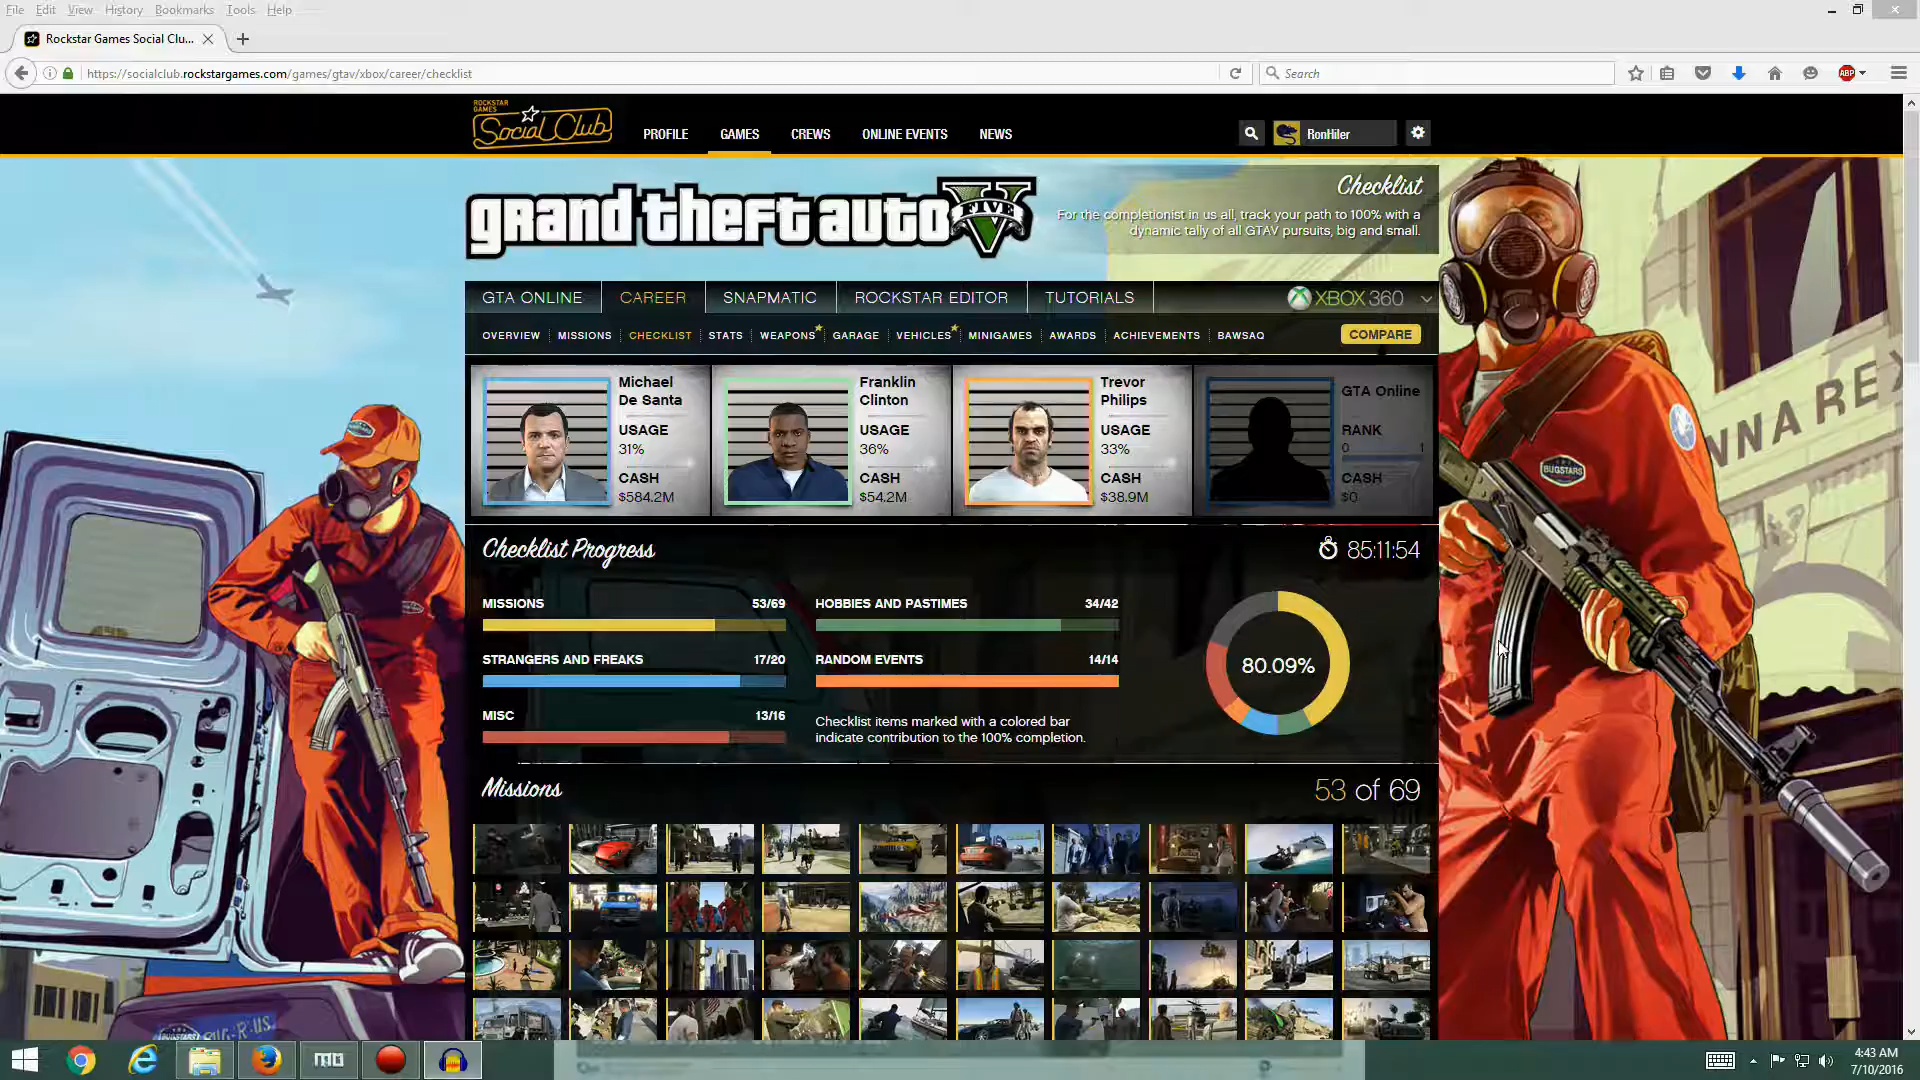 File Edit View History Bookmarks Tools Help
Rockstar Games Social Clu...
https://socialclub.rockstargames.com/games/gtav/xbox/career/checklist
Search
ABP
ROCKSTAR
GAMES
Social Club
PROFILE GAMES CREWS ONLINE EVENTS NEWS
RonHiler
grand theft auto
V
FIVE
Checklist
For the completionist in us all, track your path to 100% with a
dynamic tally of all GTAV pursuits, big and small.
GTA ONLINE CAREER SNAPMATIC ROCKSTAR EDITOR TUTORIALS XBOX 360
OVERVIEW MISSIONS CHECKLIST STATS WEAPONS GARAGE VEHICLES MINIGAMES AWARDS ACHIEVEMENTS BAWSAQ COMPARE
Michael
De Santa
USAGE
31%
CASH
$584.2M
Franklin
Clinton
USAGE
36%
CASH
$54.2M
Trevor
Philips
USAGE
33%
CASH
$38.9M
GTA Online
RANK
0 1
CASH
$0
Checklist Progress
85:11:54
MISSIONS 53/69
HOBBIES AND PASTIMES 34/42
STRANGERS AND FREAKS 17/20
RANDOM EVENTS 14/14
MISC 13/16
Checklist items marked with a colored bar
indicate contribution to the 100% completion.
80.09%
Missions
53 of 69
BUGSTARS
NNAREX
4:43 AM
7/10/2016